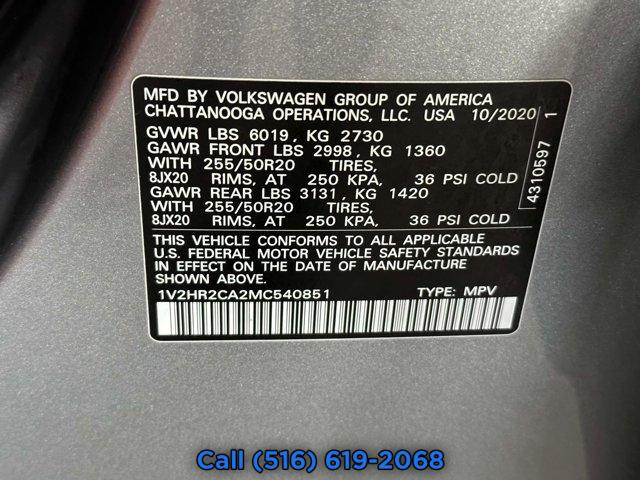 MFD BY VOLKSWAGEN GROUP OF AMERICA
CHATTANOOGA OPERATIONS, LLC. USA 10/2020
GVWR LBS 6019, KG 2730
GAWR FRONT LBS 2998, KG 1360
WITH 255/50R20 TIRES,
8JX20 RIMS, AT 250 KPA, 36 PSI COLD
GAWR REAR LBS 3131, KG 1420
WITH 255/50R20 TIRES,
8JX20 RIMS, AT 250 KPA, 36 PSI COLD
THIS VEHICLE CONFORMS TO ALL APPLICABLE
U.S. FEDERAL MOTOR VEHICLE SAFETY STANDARDS
IN EFFECT ON THE DATE OF MANUFACTURE
SHOWN ABOVE.
1V2HR2CA2MC540851 TYPE: MPV
4310597 1
Call (516) 619-2068